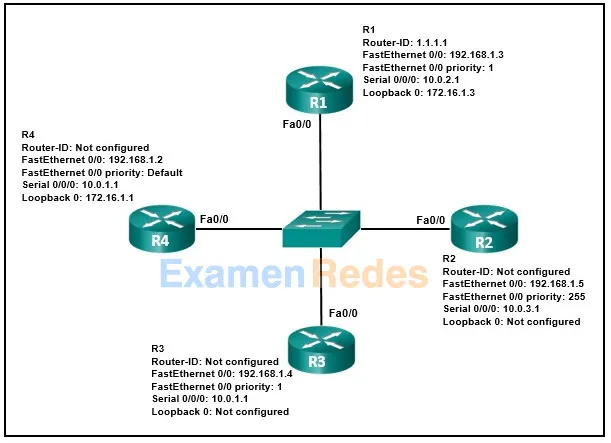 R1
Router-ID: 1.1.1.1
FastEthernet 0/0: 192.168.1.3
FastEthernet 0/0 priority: 1
Serial 0/0/0: 10.0.2.1
Loopback 0: 172.16.1.3
R1
Fa0/0
R4
Router-ID: Not configured
FastEthernet 0/0: 192.168.1.2
FastEthernet 0/0 priority: Default
Serial 0/0/0: 10.0.1.1
Loopback 0: 172.16.1.1
Fa0/0
R4
Fa0/0
R2
R2
Router-ID: Not configured
FastEthernet 0/0: 192.168.1.5
FastEthernet 0/0 priority: 255
Serial 0/0/0: 10.0.3.1
Loopback 0: Not configured
ExamenRedes
Fa0/0
R3
R3
Router-ID: Not configured
FastEthernet 0/0: 192.168.1.4
FastEthernet 0/0 priority: 1
Serial 0/0/0: 10.0.1.1
Loopback 0: Not configured